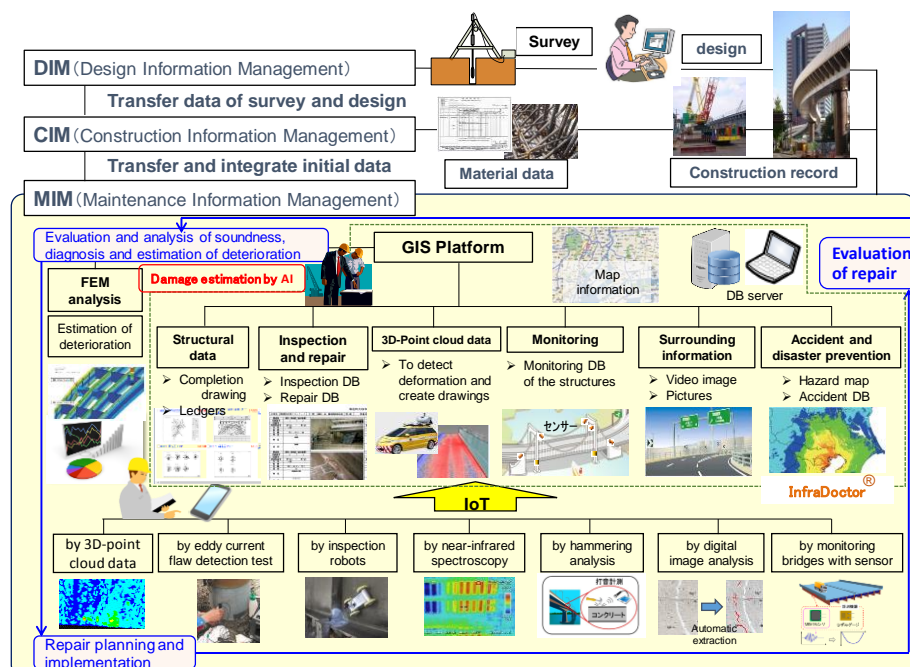 Survey
design
DIM（Design Information Management）
Transfer data of survey and design
CIM（Construction Information Management）
Transfer and integrate initial data
Material data
Construction record
MIM（Maintenance Information Management）
Evaluation and analysis of soundness,
diagnosis and estimation of deterioration
GIS Platform
Map
information
DB server
Evaluation
of repair
FEM
analysis
Damage estimation by AI
Estimation of
deterioration
Structural
data
➢ Completion
drawing
➢ Ledgers
Inspection
and repair
➢ Inspection DB
➢ Repair DB
3D-Point cloud data
➢ To detect
deformation and
create drawings
Monitoring
➢ Monitoring DB
of the structures
センサー
Surrounding
information
➢ Video image
➢ Pictures
Accident and
disaster prevention
➢ Hazard map
➢ Accident DB
InfraDoctor®
IoT
by 3D-point
cloud data
by eddy current
flaw detection test
by inspection
robots
by near-infrared
spectroscopy
by hammering
analysis
打音計測
コンクリート
by digital
image analysis
Automatic
extraction
by monitoring
bridges with sensor
Repair planning and
implementation